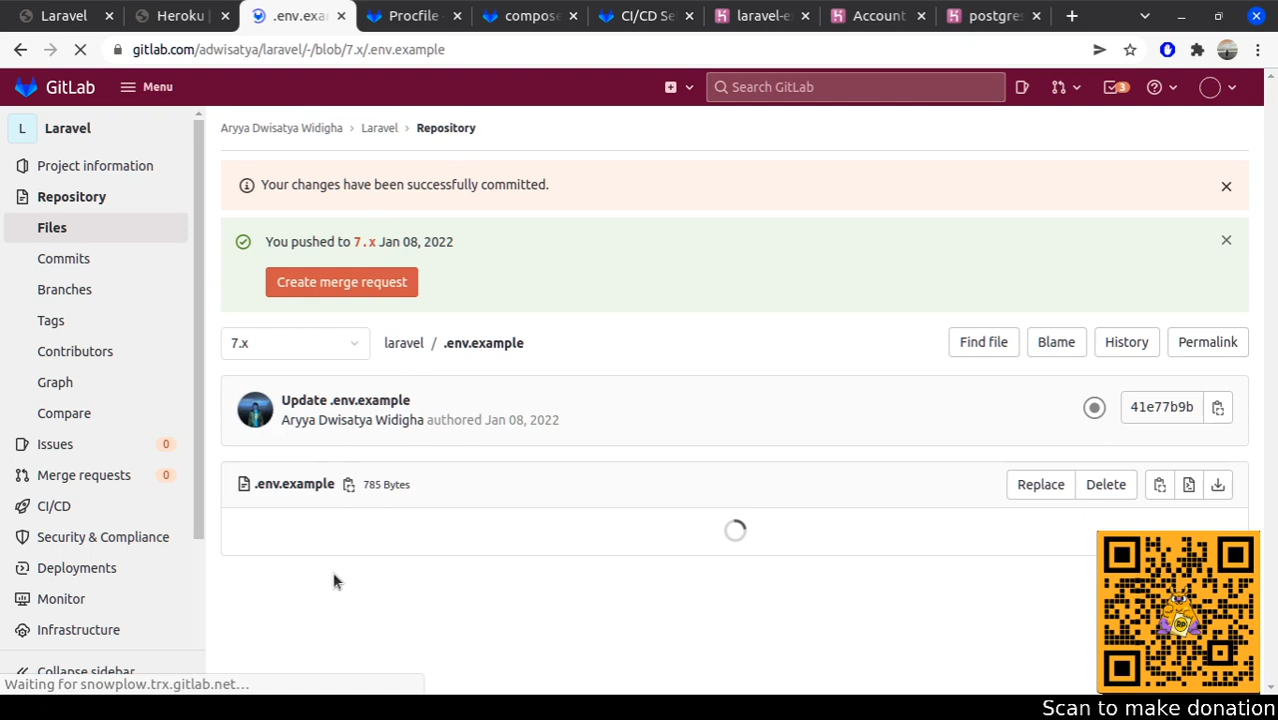 Laravel
Heroku
.env.exa
Procfile
compose
CI/CD Se
laravel-e
Account
postgre
gitlab.com/adwisatya/laravel/-/blob/7.x/.env.example
GitLab
Menu
Search GitLab
3
L Laravel
Project information
Repository
Files
Commits
Branches
Tags
Contributors
Graph
Compare
Issues 0
Merge requests 0
CI/CD
Security & Compliance
Deployments
Monitor
Infrastructure
Collapse sidebar
Aryya Dwisatya Widigha › Laravel › Repository
Your changes have been successfully committed.
You pushed to 7.x Jan 08, 2022
Create merge request
7.x
laravel / .env.example
Find file
Blame
History
Permalink
Update .env.example
Aryya Dwisatya Widigha authored Jan 08, 2022
41e77b9b
.env.example 785 Bytes
Replace
Delete
RP
Waiting for snowplow.trx.gitlab.net...
Scan to make donation